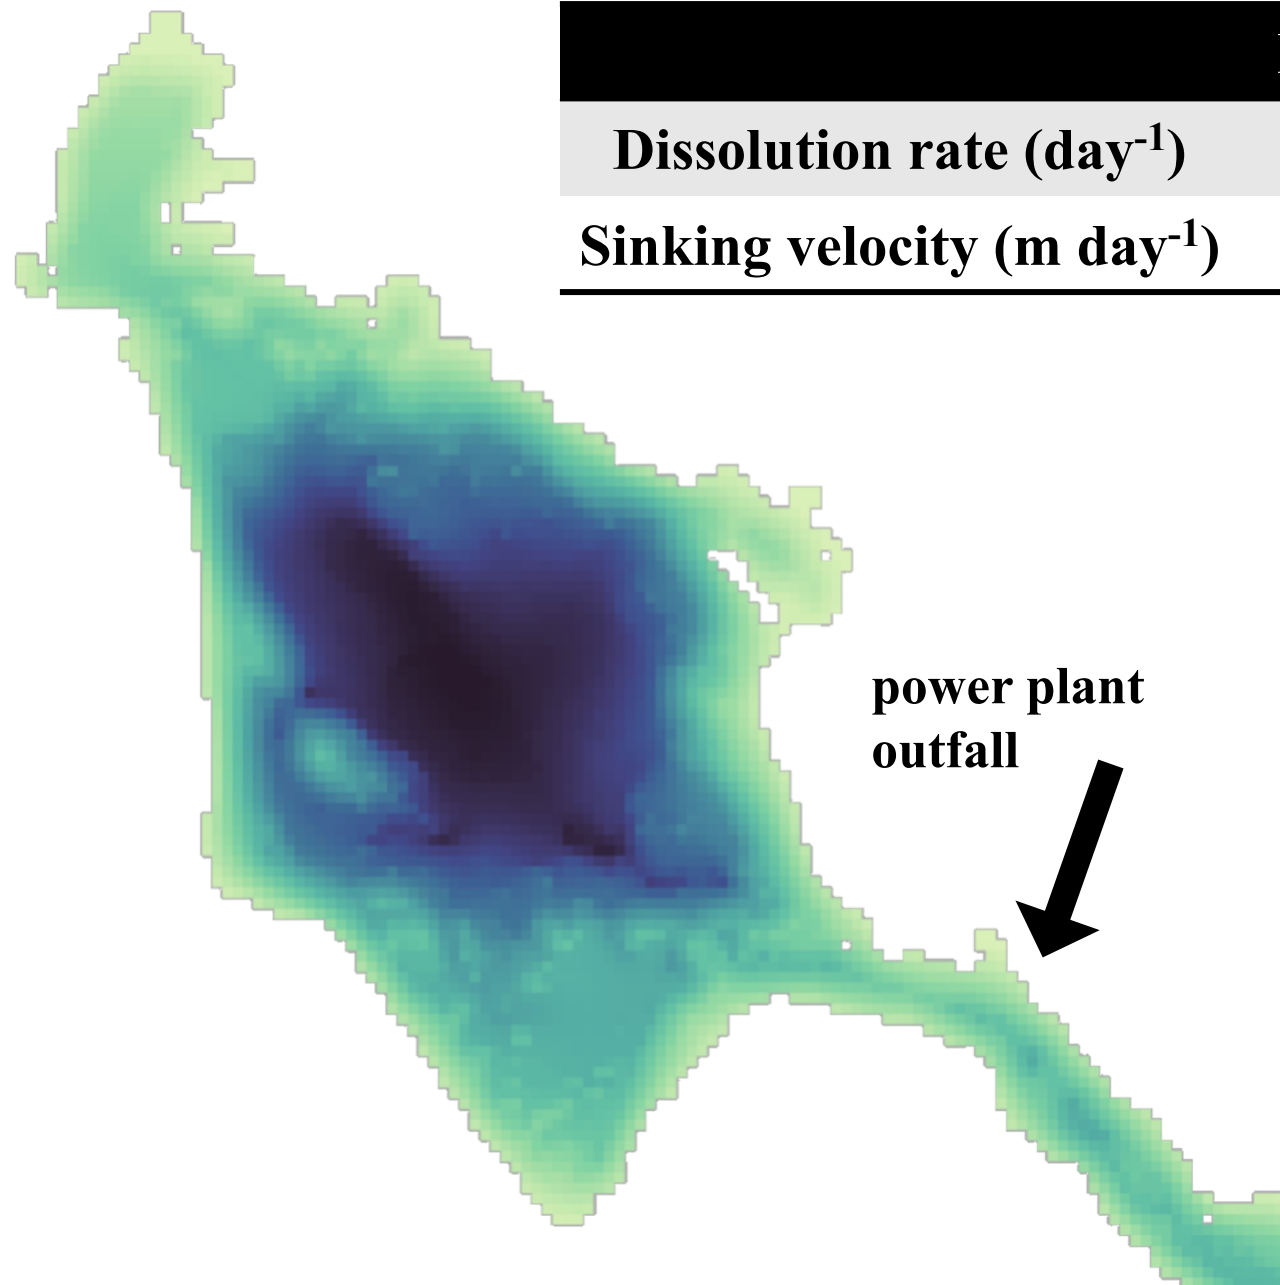 Dissolution rate (day⁻¹)
Sinking velocity (m day⁻¹)
power plant
outfall